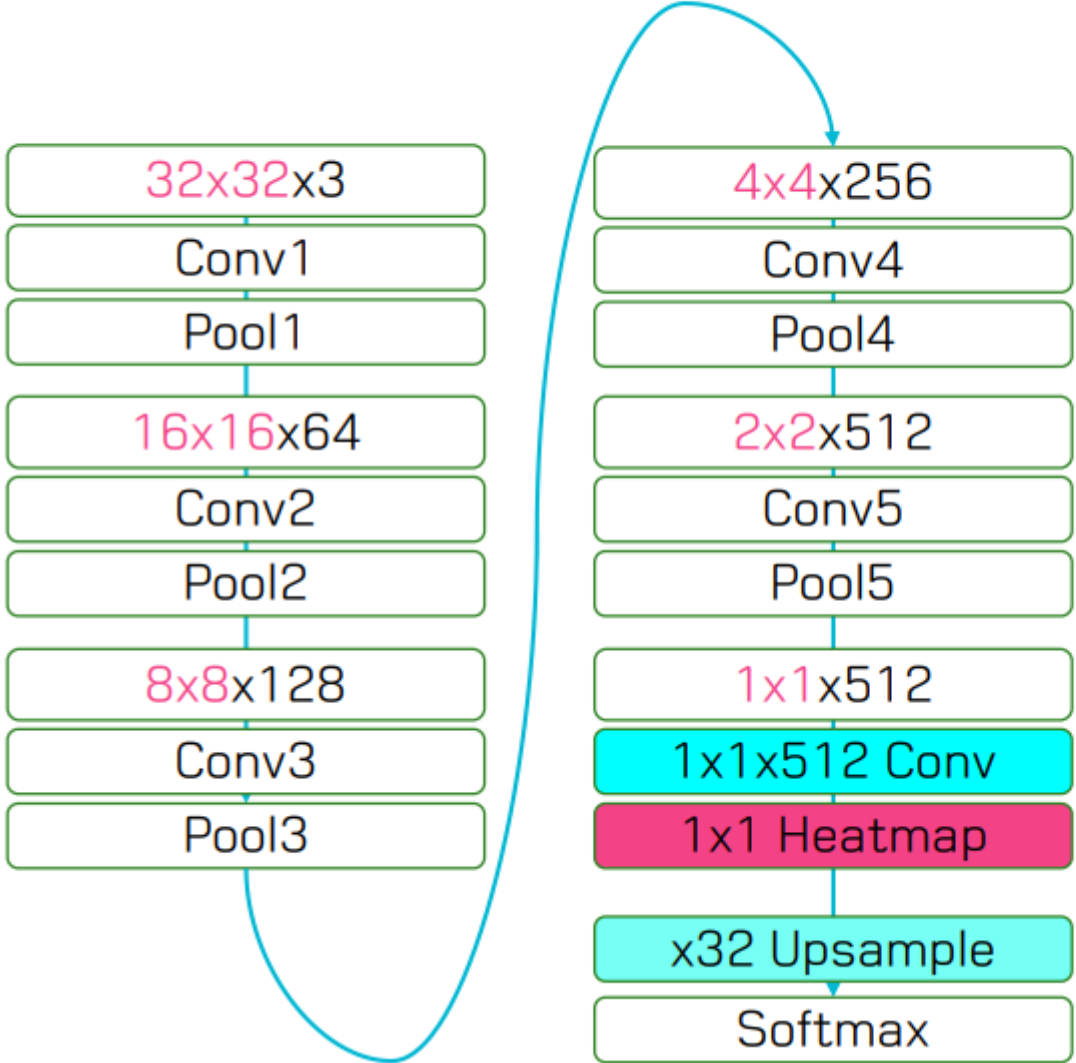 32x32x3
Conv1
Pool1
16x16x64
Conv2
Pool2
8x8x128
Conv3
Pool3
4x4x256
Conv4
Pool4
2x2x512
Conv5
Pool5
1x1x512
1x1x512 Conv
1x1 Heatmap
x32 Upsample
Softmax